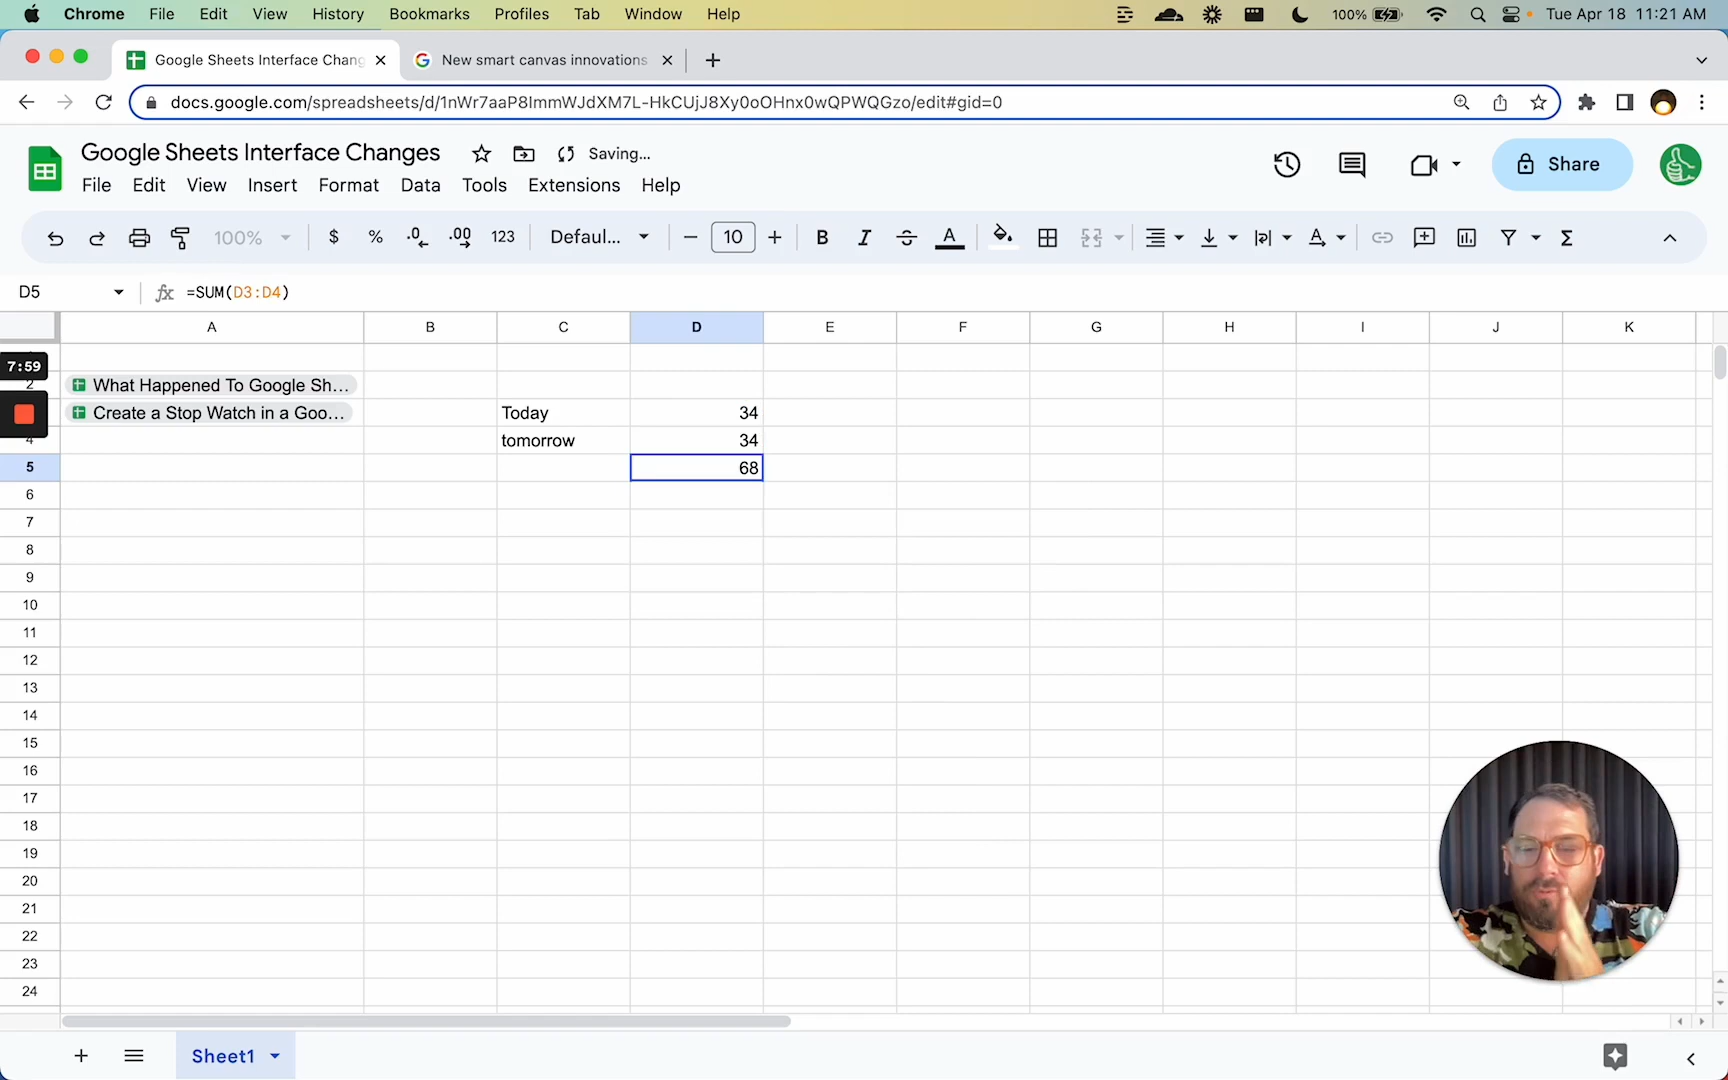 Chrome File Edit View History Bookmarks Profiles Tab Window Help 100% Tue Apr 18 11:21 AM
Google Sheets Interface Chang New smart canvas innovations
docs.google.com/spreadsheets/d/1nWr7aaP8ImmWJdXM7L-HkCUjJ8Xy0oOHnx0wQPWQGzo/edit#gid=0
Google Sheets Interface Changes Saving...
Share
File Edit View Insert Format Data Tools Extensions Help
100% $ % .0 .00 123 Defaul... 10 B I A Σ
D5 fx =SUM(D3:D4)
A B C D E F G H I J K
7:59
2 What Happened To Google Sh...
Create a Stop Watch in a Goo... Today 34
4 tomorrow 34
5 68
6
7
8
9
10
11
12
13
14
15
16
17
18
19
20
21
22
23
24
Sheet1